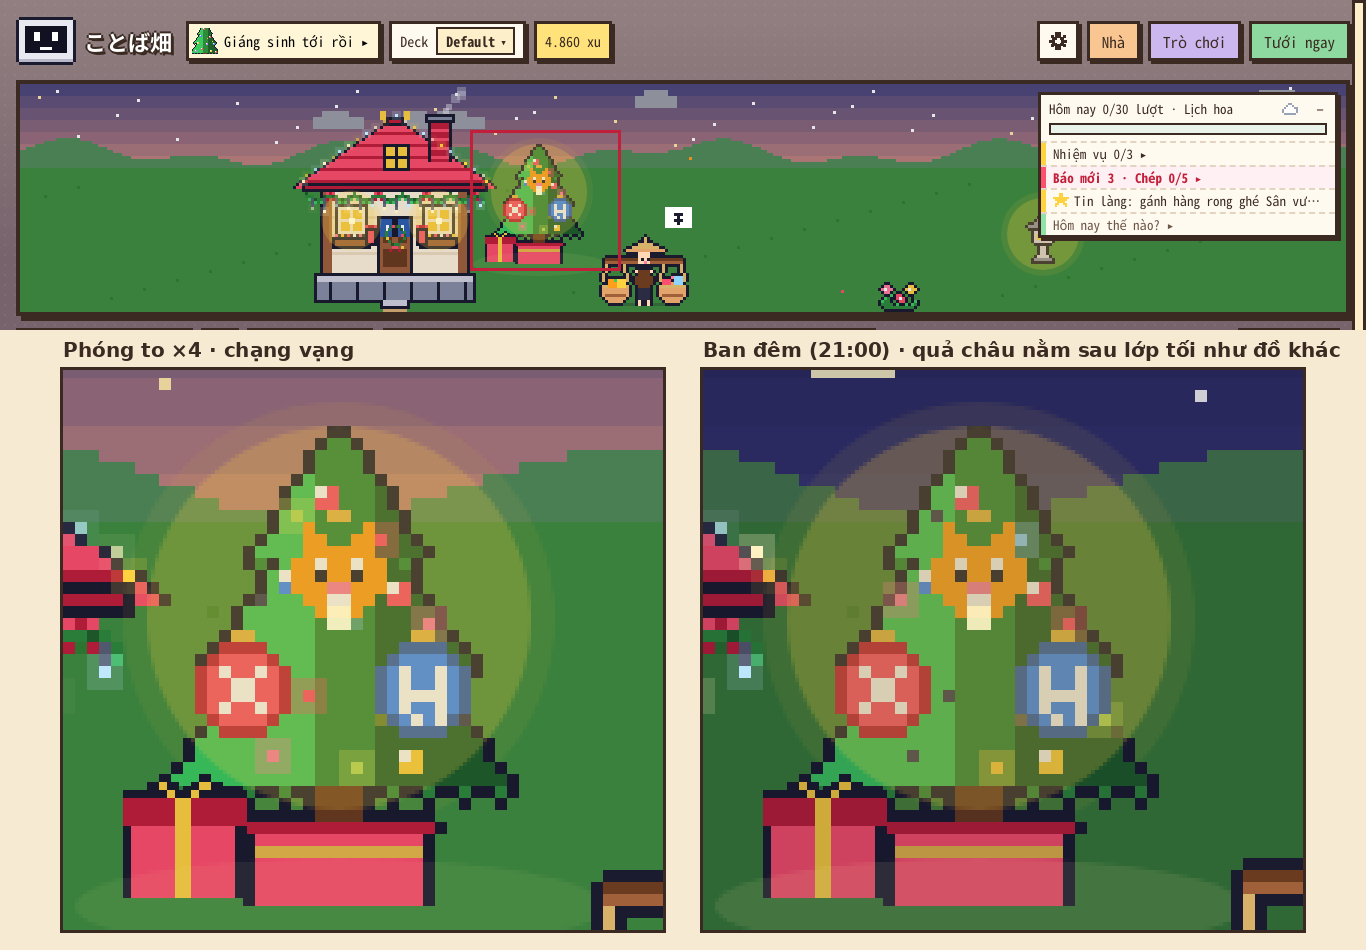 ことば畑
Giáng sinh tới rồi ▸
Deck Default ▾
4.860 xu
Nhà
Trò chơi
Tưới ngay
Hôm nay 0/30 lượt · Lịch hoa –
Nhiệm vụ 0/3 ▸
Báo mới 3 · Chép 0/5 ▸
Tin làng: gánh hàng rong ghé Sân vư…
Hôm nay thế nào? ▸
Phóng to ×4 · chạng vạng
Ban đêm (21:00) · quả châu nằm sau lớp tối như đồ khác
H
H